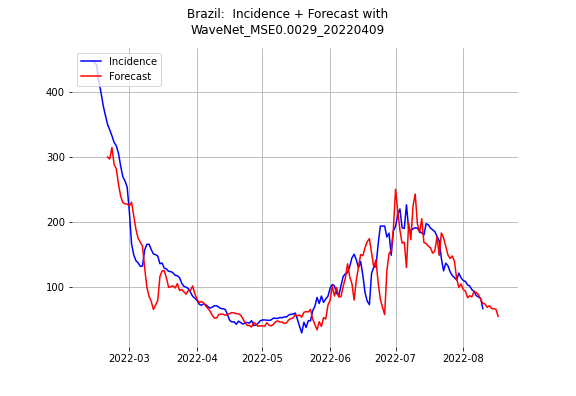 Brazil:  Incidence + Forecast with
WaveNet_MSE0.0029_20220409
Incidence
Forecast
400
300
200
100
2022-03
2022-04
2022-05
2022-06
2022-07
2022-08